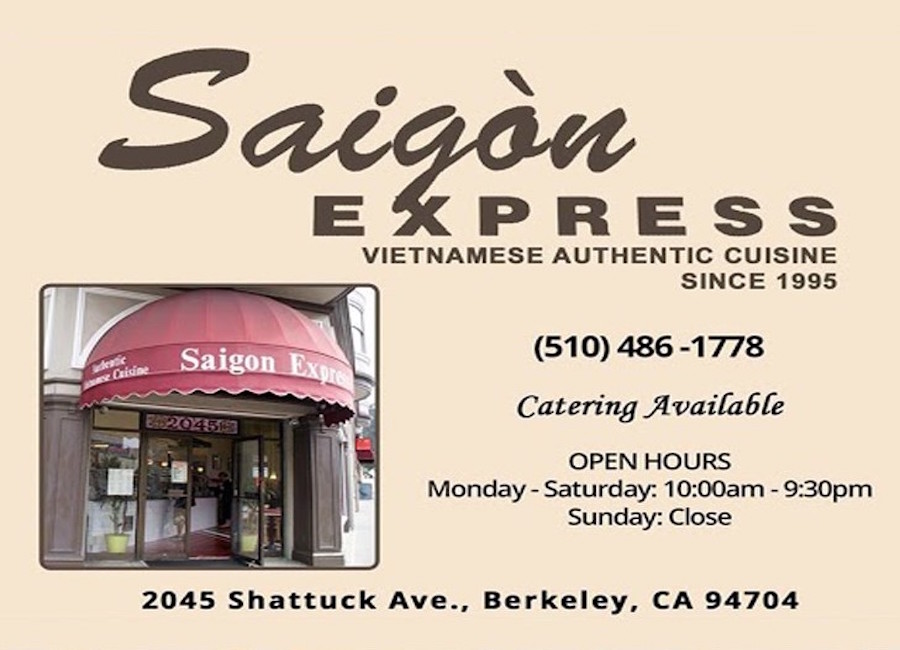 Saigòn
EXPRESS
VIETNAMESE AUTHENTIC CUISINE
SINCE 1995
Authentic
Cuisine
Saigon Express
2045
(510) 486 -1778
Catering Available
OPEN HOURS
Monday - Saturday: 10:00am - 9:30pm
Sunday: Close
2045 Shattuck Ave., Berkeley, CA 94704